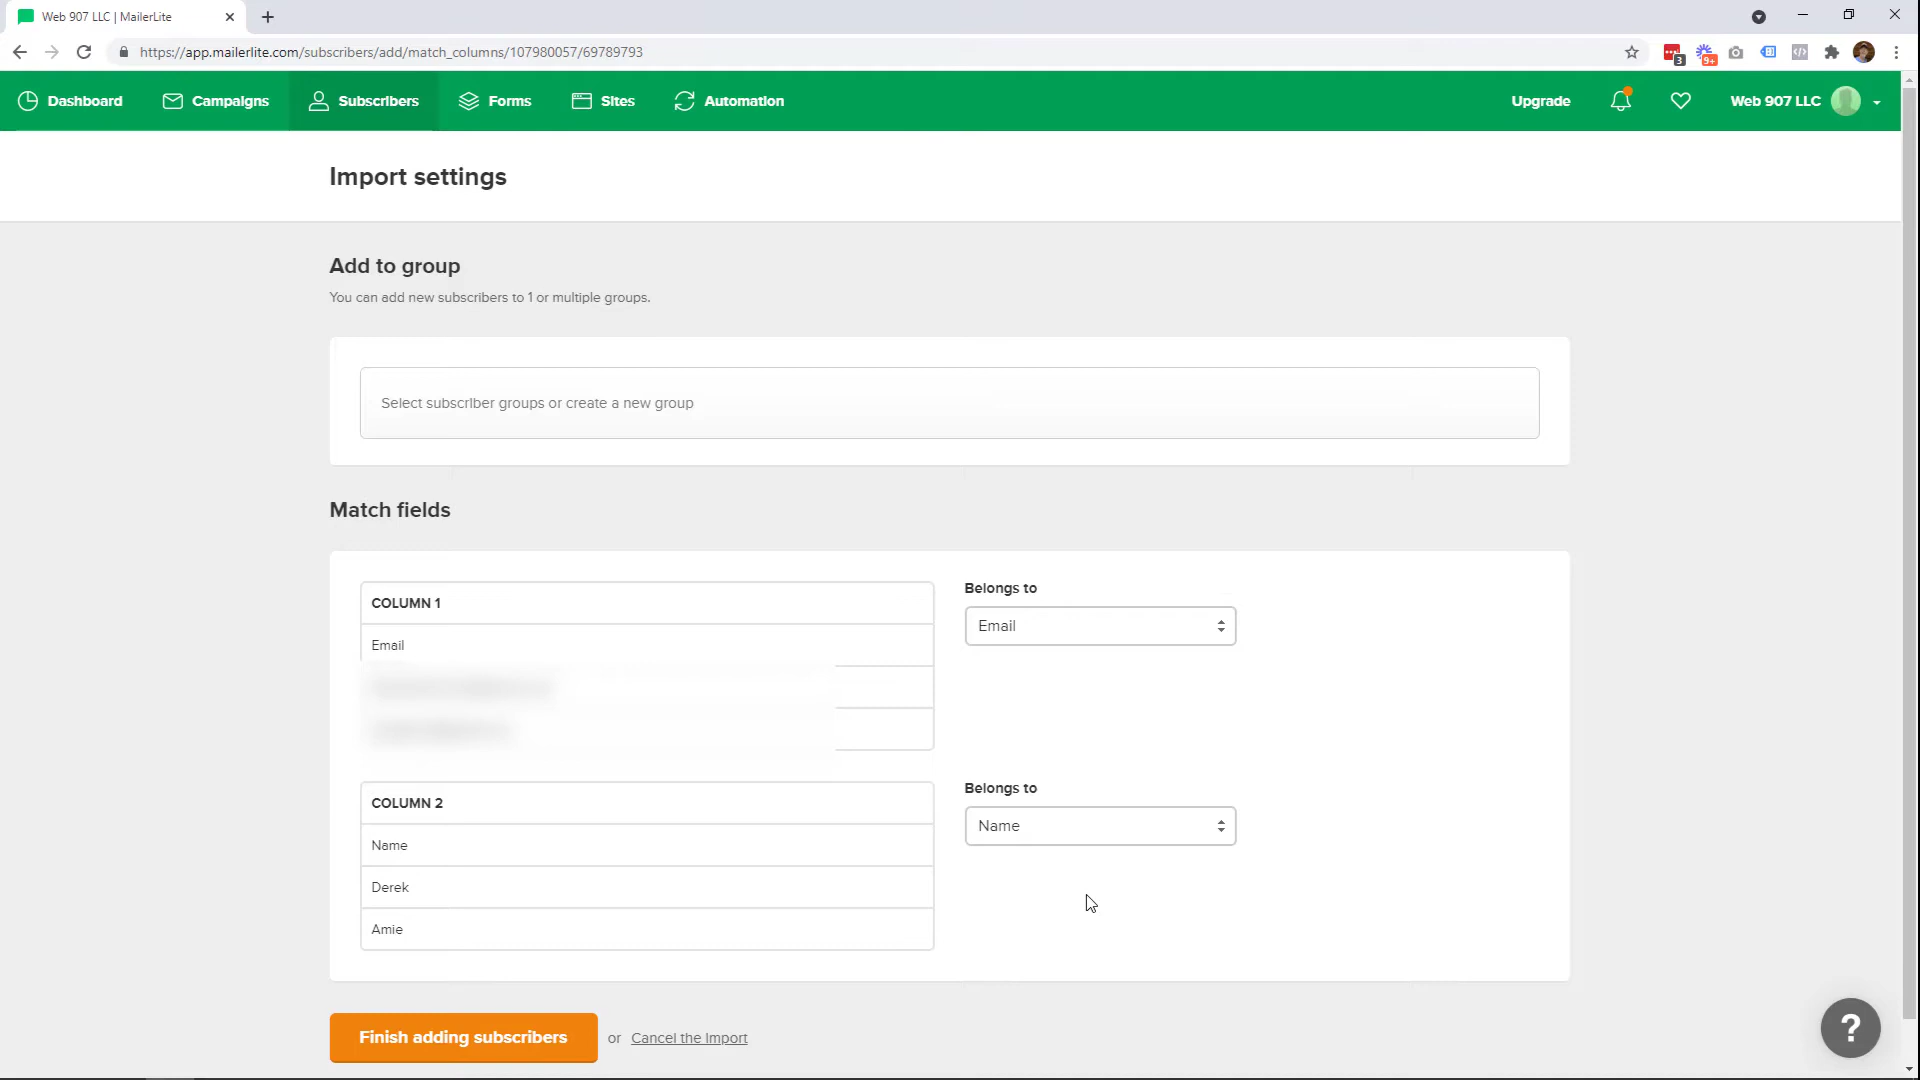 Web 907 LLC | MailerLite
https://app.mailerlite.com/subscribers/add/match_columns/107980057/69789793
3
9+
Dashboard
Campaigns
Subscribers
Forms
Sites
Automation
Upgrade
Web 907 LLC
Import settings
Add to group
You can add new subscribers to 1 or multiple groups.
Select subscriber groups or create a new group
Match fields
COLUMN 1
Email
Belongs to
Email
COLUMN 2
Name
Derek
Amie
Belongs to
Name
Finish adding subscribers or Cancel the Import
?